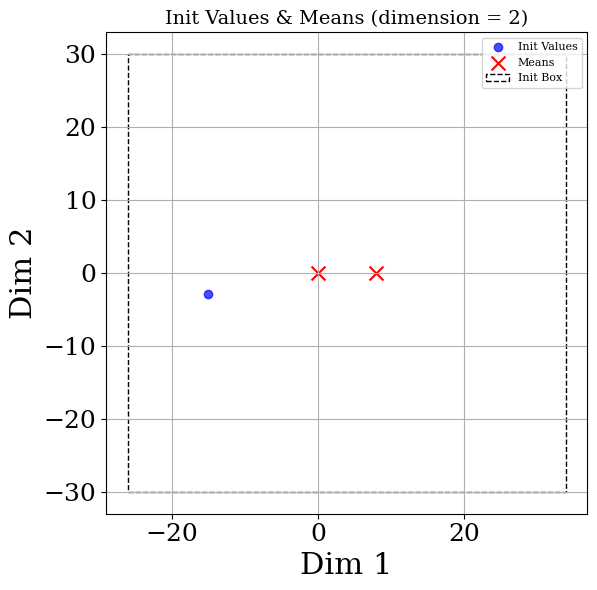 Init Values & Means (dimension = 2)
Init Values
Means
Init Box
30
20
10
0
−10
−20
−30
Dim 2
−20
0
20
Dim 1